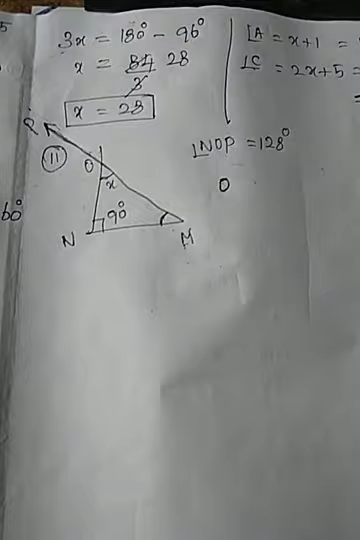 5
3x = 180° - 96°
x = 84 28
3
x = 28
∠A = x+1 =
∠C = 2x+5 =
=
∠NOP = 128°
O
P
(11)
O
x
60°
90°
N
M